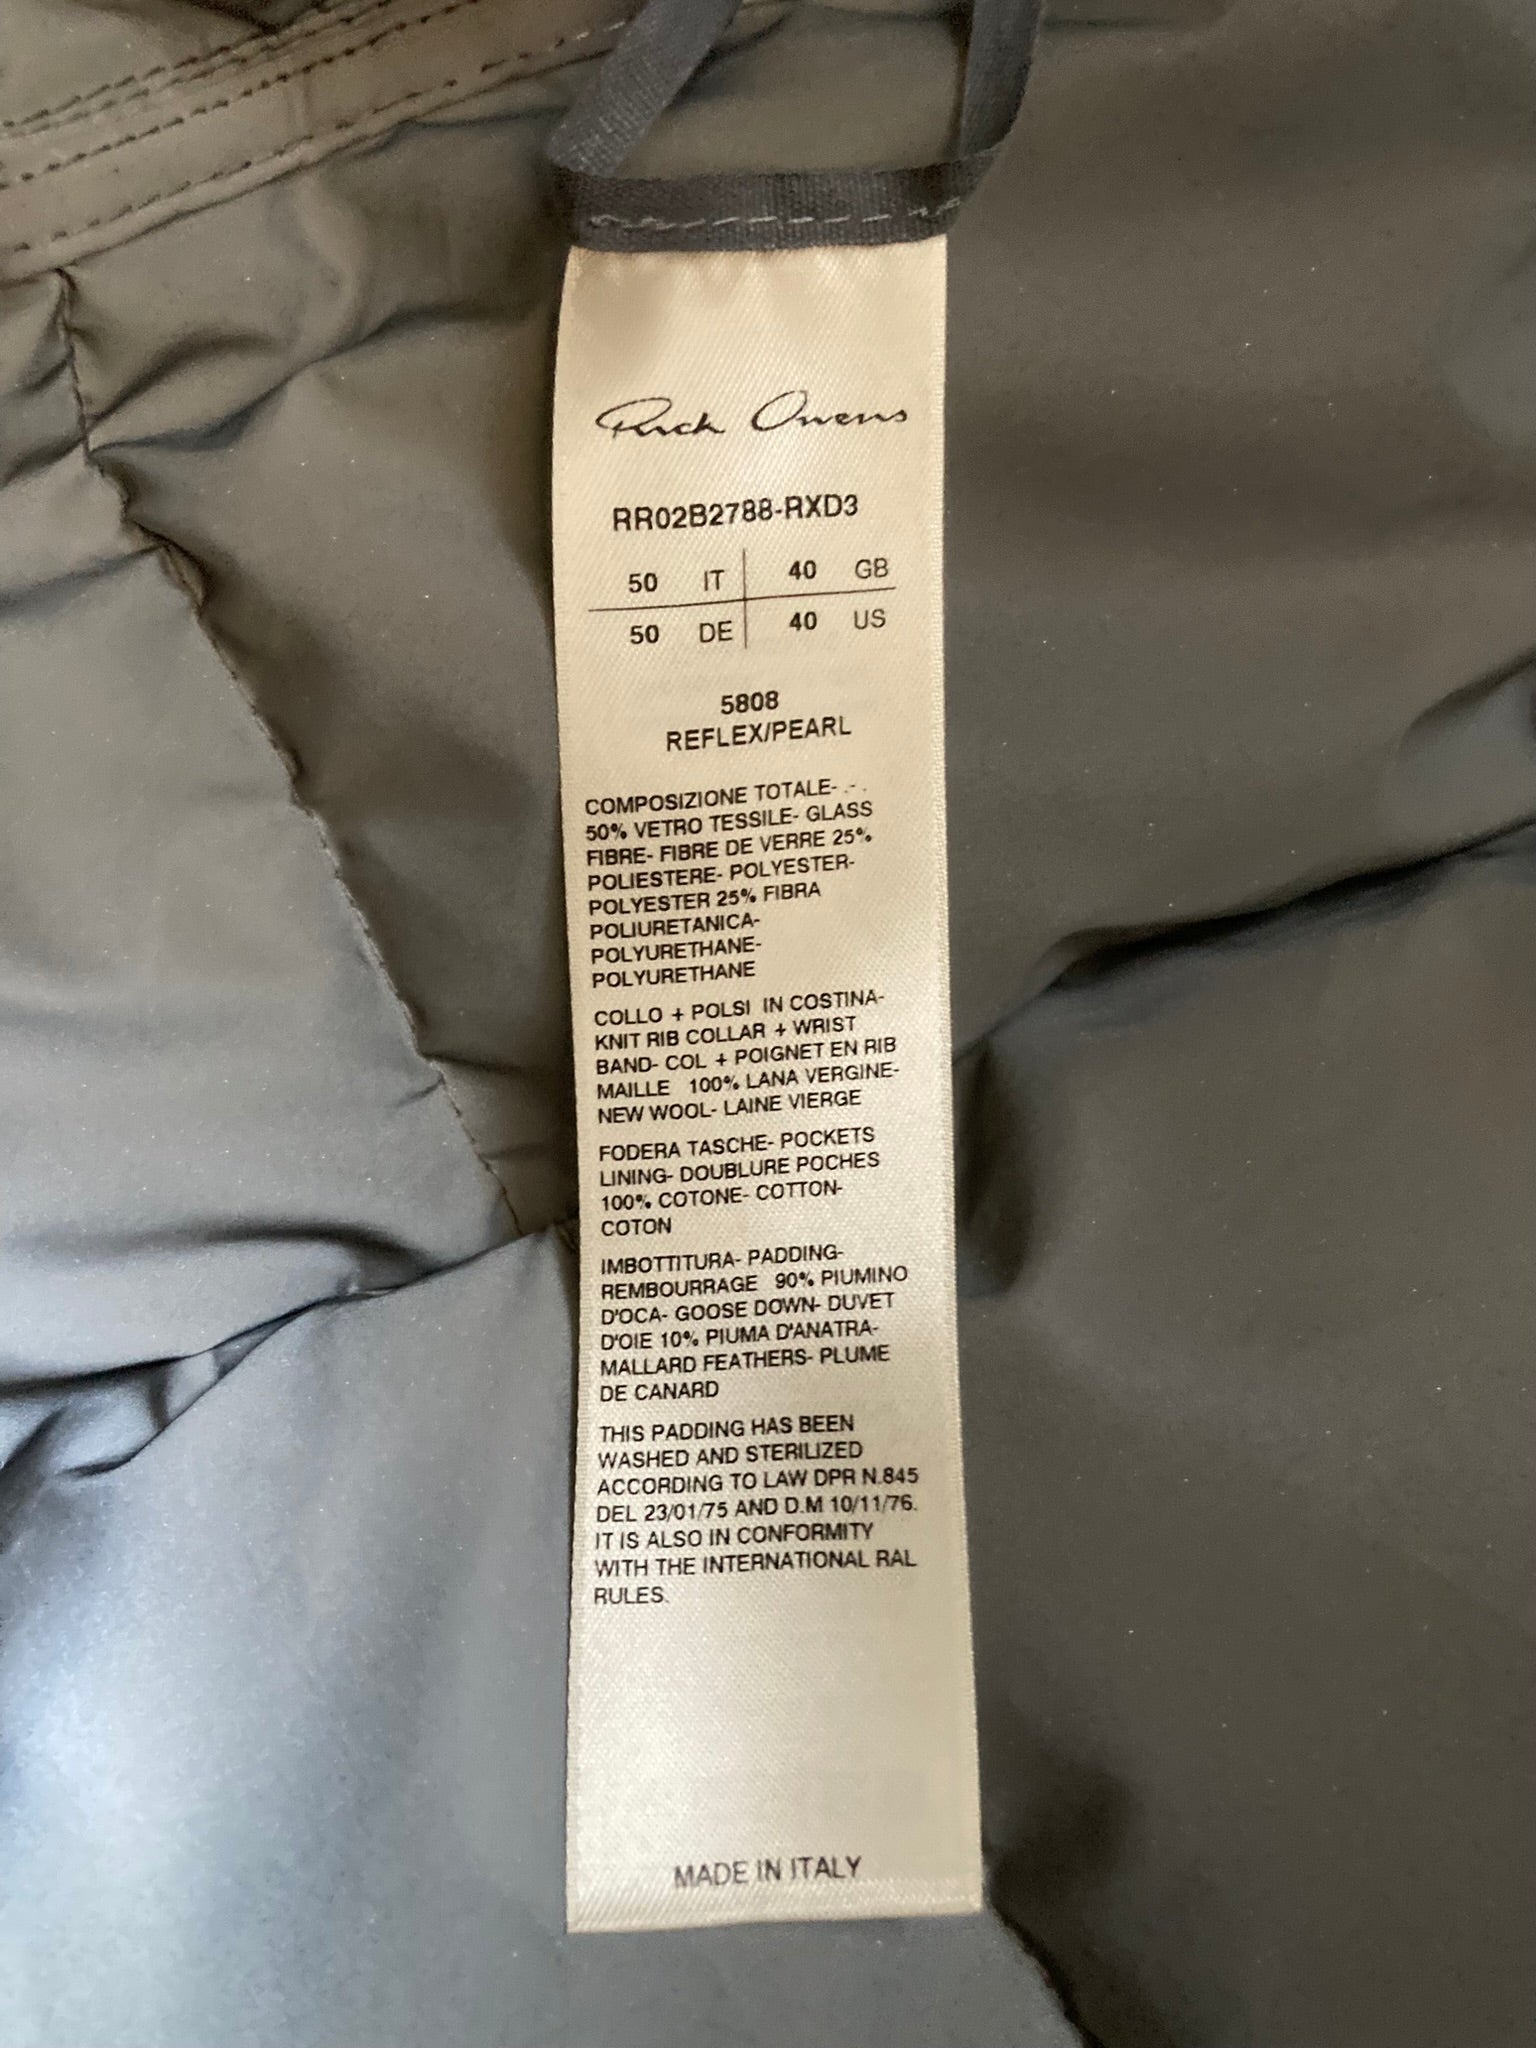 Rick Owens
RR02B2788-RXD3
50 IT 40 GB
50 DE 40 US
5808
REFLEX/PEARL
COMPOSIZIONE TOTALE- .- .
50% VETRO TESSILE- GLASS
FIBRE- FIBRE DE VERRE 25%
POLIESTERE- POLYESTER-
POLYESTER 25% FIBRA
POLIURETANICA-
POLYURETHANE-
POLYURETHANE
COLLO + POLSI IN COSTINA-
KNIT RIB COLLAR + WRIST
BAND- COL + POIGNET EN RIB
MAILLE 100% LANA VERGINE-
NEW WOOL- LAINE VIERGE
FODERA TASCHE- POCKETS
LINING- DOUBLURE POCHES
100% COTONE- COTTON-
COTON
IMBOTTITURA- PADDING-
REMBOURRAGE 90% PIUMINO
D'OCA- GOOSE DOWN- DUVET
D'OIE 10% PIUMA D'ANATRA-
MALLARD FEATHERS- PLUME
DE CANARD
THIS PADDING HAS BEEN
WASHED AND STERILIZED
ACCORDING TO LAW DPR N.845
DEL 23/01/75 AND D.M 10/11/76.
IT IS ALSO IN CONFORMITY
WITH THE INTERNATIONAL RAL
RULES.
MADE IN ITALY